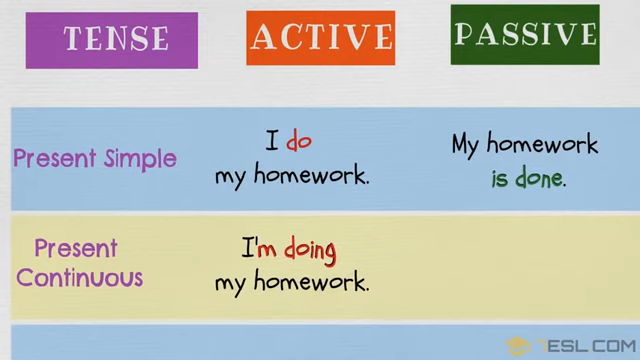 TENSE
ACTIVE
PASSIVE
Present Simple
I do
my homework.
My homework
is done.
Present
Continuous
I'm doing
my homework.
7ESL.COM